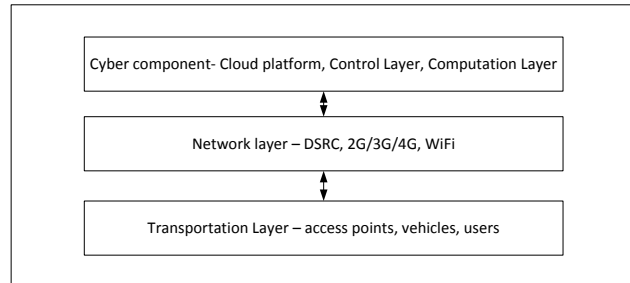 Cyber component- Cloud platform, Control Layer, Computation Layer
Network layer – DSRC, 2G/3G/4G, WiFi
Transportation Layer – access points, vehicles, users